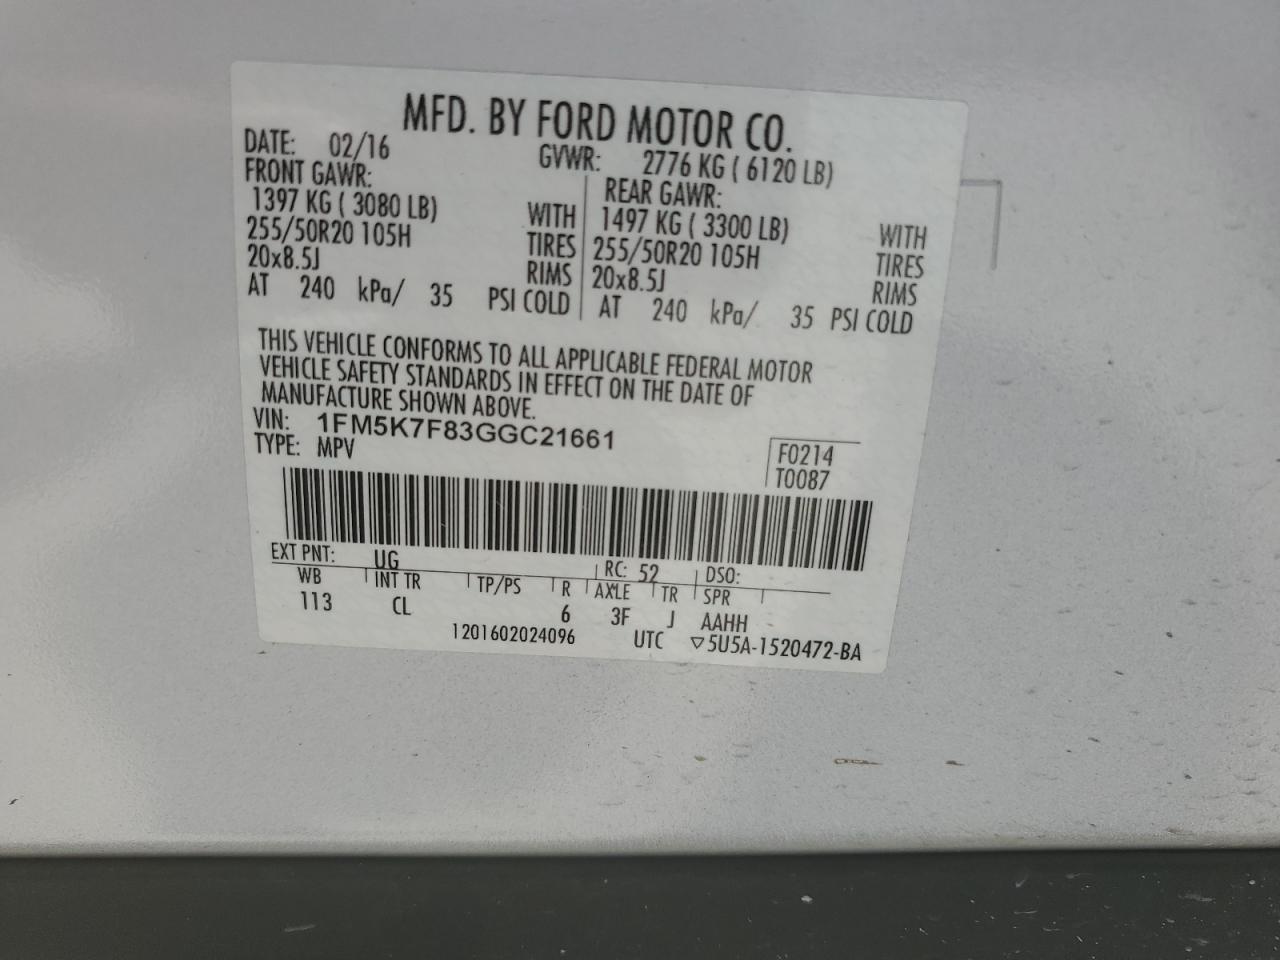 MFD. BY FORD MOTOR CO.
DATE: 02/16 GVWR: 2776 KG ( 6120 LB)
FRONT GAWR: REAR GAWR:
1397 KG ( 3080 LB) WITH 1497 KG ( 3300 LB) WITH
255/50R20 105H TIRES 255/50R20 105H TIRES
20x8.5J RIMS 20x8.5J RIMS
AT 240 kPa/ 35 PSI COLD AT 240 kPa/ 35 PSI COLD
THIS VEHICLE CONFORMS TO ALL APPLICABLE FEDERAL MOTOR
VEHICLE SAFETY STANDARDS IN EFFECT ON THE DATE OF
MANUFACTURE SHOWN ABOVE.
VIN: 1FM5K7F83GGC21661
TYPE: MPV
F0214
T0087
EXT PNT: UG RC: 52 DSO:
WB INT TR TP/PS R AXLE TR SPR
113 CL 6 3F J AAHH
1201602024096 UTC ▽5U5A-1520472-BA